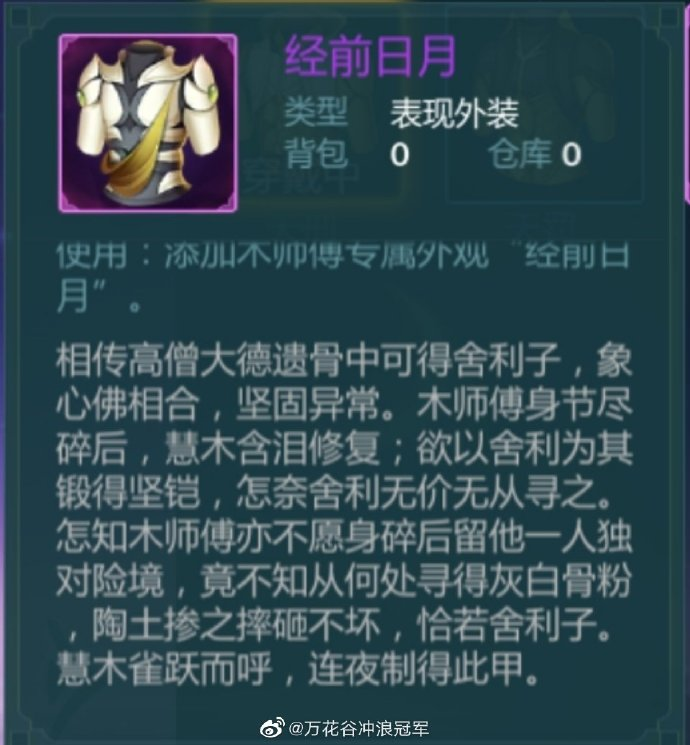 经前日月
类型 表现外装
背包 0 仓库 0
使用：添加木师傅专属外观“经前日
月”。
相传高僧大德遗骨中可得舍利子，象
心佛相合，坚固异常。木师傅身节尽
碎后，慧木含泪修复；欲以舍利为其
锻得坚铠，怎奈舍利无价无从寻之。
怎知木师傅亦不愿身碎后留他一人独
对险境，竟不知从何处寻得灰白骨粉
，陶土掺之摔砸不坏，恰若舍利子。
慧木雀跃而呼，连夜制得此甲。
@万花谷冲浪冠军